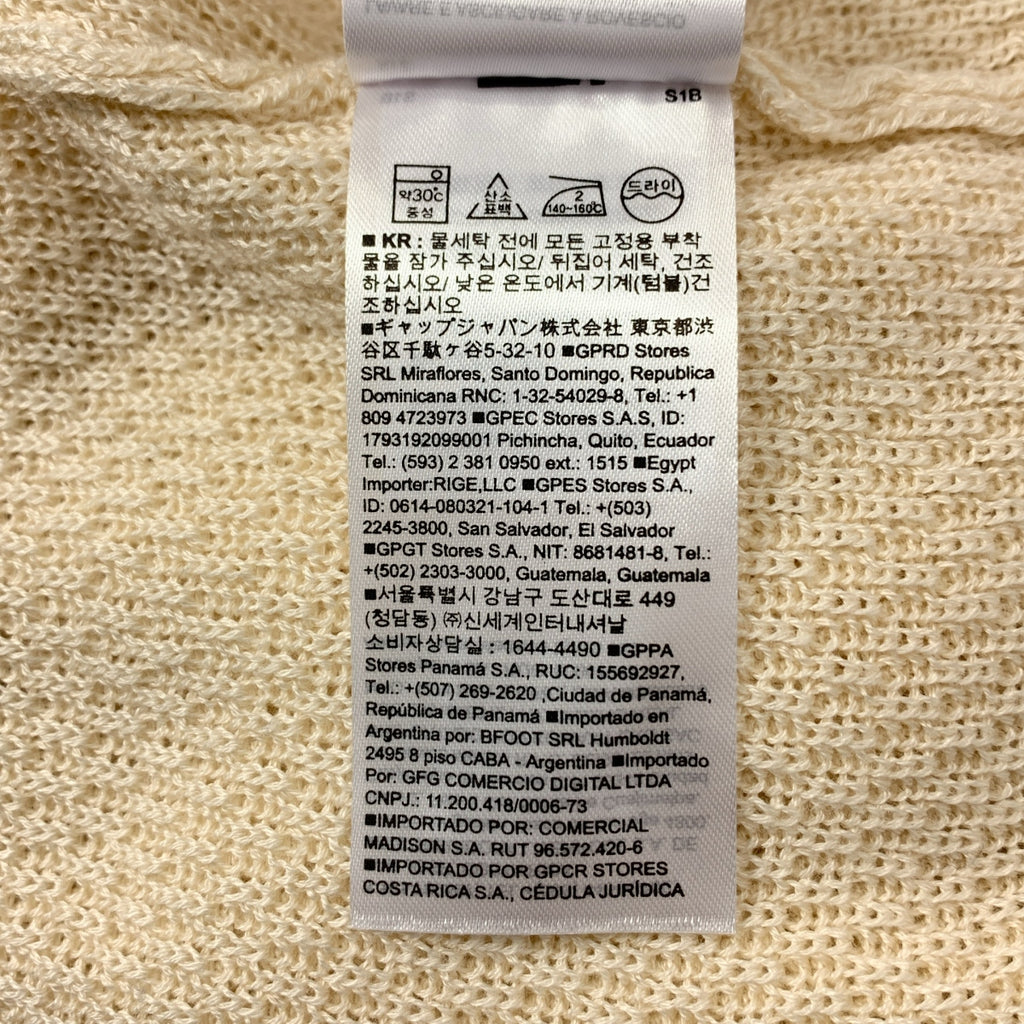 LAVARE E ASCIUGARE A ROVESCIO
S1B
약30℃
중성
산소
표백
2
140~160℃
드라이
■ KR : 물세탁 전에 모든 고정용 부착
물을 잠가 주십시오/ 뒤집어 세탁, 건조
하십시오/ 낮은 온도에서 기계(텀블)건
조하십시오
■ギャップジャパン株式会社 東京都渋
谷区千駄ヶ谷5-32-10 ■GPRD Stores
SRL Miraflores, Santo Domingo, Republica
Dominicana RNC: 1-32-54029-8, Tel.: +1
809 4723973 ■GPEC Stores S.A.S, ID:
1793192099001 Pichincha, Quito, Ecuador
Tel.: (593) 2 381 0950 ext.: 1515 ■Egypt
Importer:RIGE,LLC ■GPES Stores S.A.,
ID: 0614-080321-104-1 Tel.: +(503)
2245-3800, San Salvador, El Salvador
■GPGT Stores S.A., NIT: 8681481-8, Tel.:
+(502) 2303-3000, Guatemala, Guatemala
■서울특별시 강남구 도산대로 449
(청담동) ㈜신세계인터내셔날
소비자상담실 : 1644-4490 ■GPPA
Stores Panamá S.A., RUC: 155692927,
Tel.: +(507) 269-2620 ,Ciudad de Panamá,
República de Panamá ■Importado en
Argentina por: BFOOT SRL Humboldt
2495 8 piso CABA - Argentina ■Importado
Por: GFG COMERCIO DIGITAL LTDA
CNPJ.: 11.200.418/0006-73
■IMPORTADO POR: COMERCIAL
MADISON S.A. RUT 96.572.420-6
■IMPORTADO POR GPCR STORES
COSTA RICA S.A., CÉDULA JURÍDICA